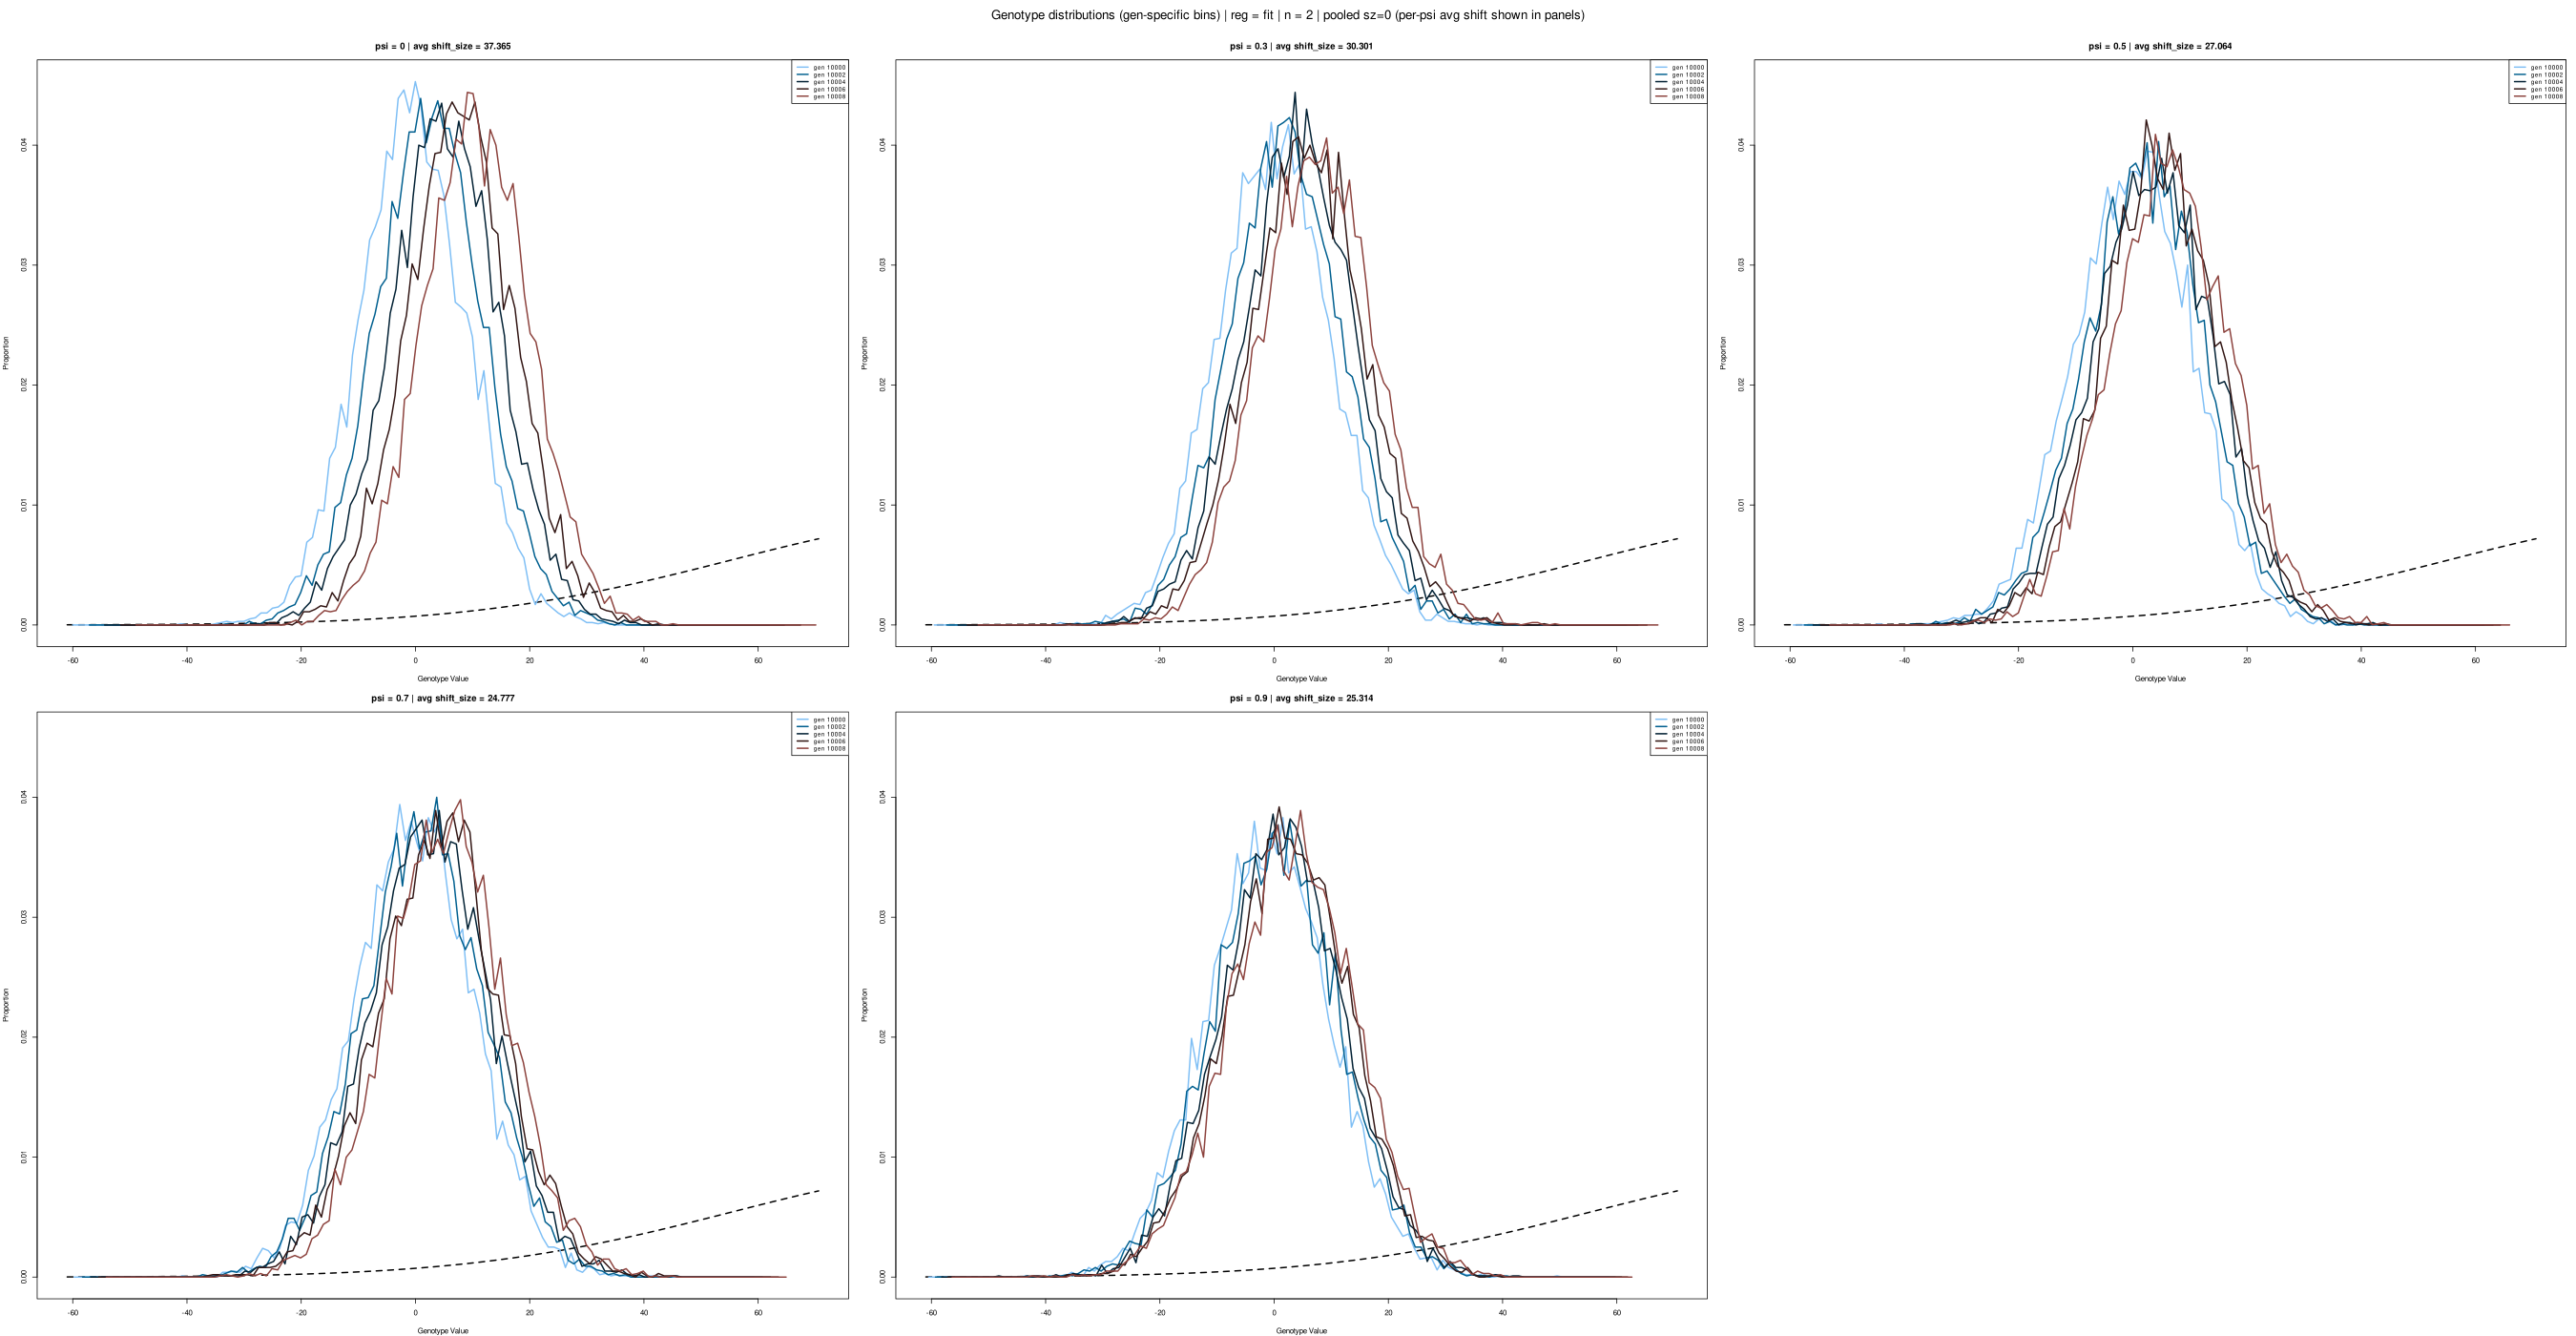 Genotype distributions (gen-specific bins) | reg = fit | n = 2 | pooled sz=0 (per-psi avg shift shown in panels)
psi = 0 | avg shift_size = 37.365
gen 10000
gen 10002
gen 10004
gen 10006
gen 10008
Proportion
0.00
0.01
0.02
0.03
0.04
-60 -40 -20 0 20 40 60
Genotype Value
psi = 0.3 | avg shift_size = 30.301
gen 10000
gen 10002
gen 10004
gen 10006
gen 10008
Proportion
0.00
0.01
0.02
0.03
0.04
-60 -40 -20 0 20 40 60
Genotype Value
psi = 0.5 | avg shift_size = 27.064
gen 10000
gen 10002
gen 10004
gen 10006
gen 10008
Proportion
0.00
0.01
0.02
0.03
0.04
-60 -40 -20 0 20 40 60
Genotype Value
psi = 0.7 | avg shift_size = 24.777
gen 10000
gen 10002
gen 10004
gen 10006
gen 10008
Proportion
0.00
0.01
0.02
0.03
0.04
-60 -40 -20 0 20 40 60
Genotype Value
psi = 0.9 | avg shift_size = 25.314
gen 10000
gen 10002
gen 10004
gen 10006
gen 10008
Proportion
0.00
0.01
0.02
0.03
0.04
-60 -40 -20 0 20 40 60
Genotype Value